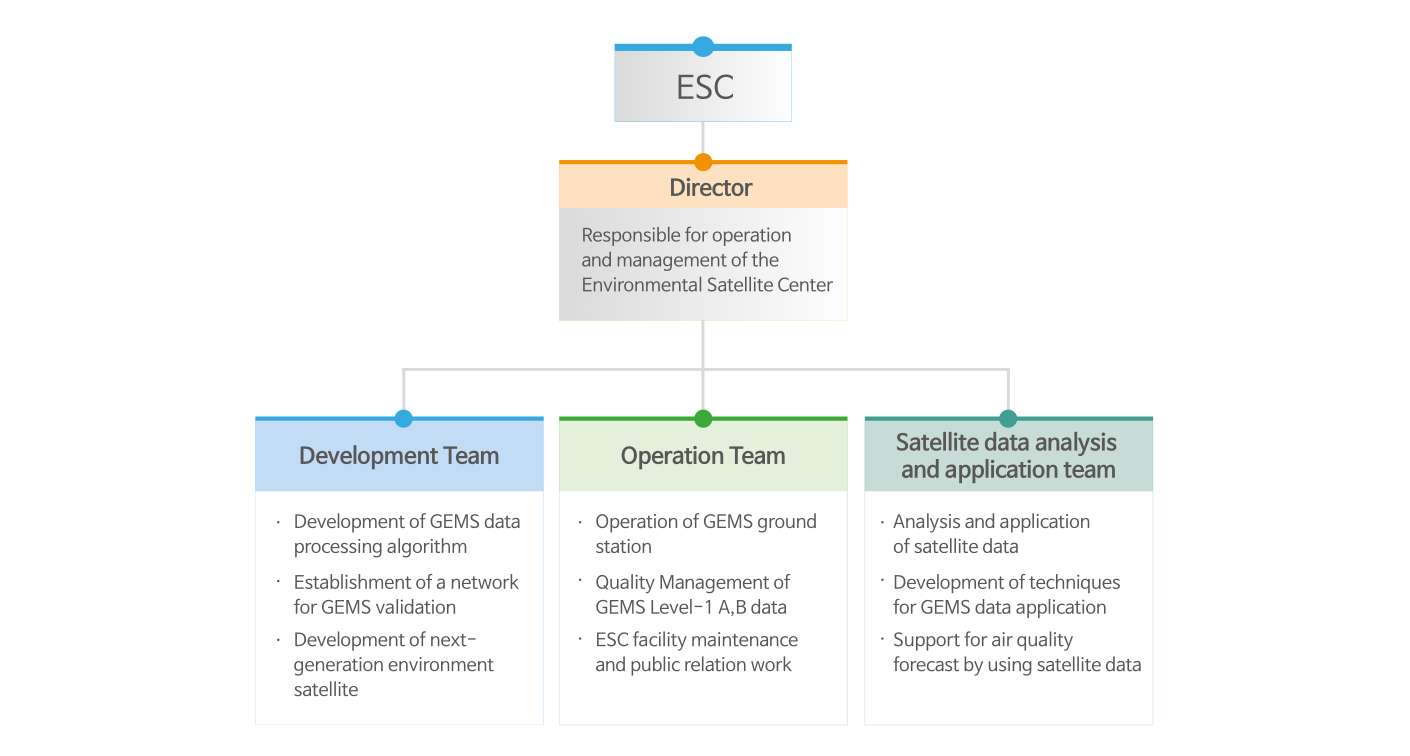 ESC
Director
Responsible for operation
and management of the
Environmental Satellite Center
Development Team
· Development of GEMS data
processing algorithm
· Establishment of a network
for GEMS validation
· Development of next-
generation environment
satellite
Operation Team
· Operation of GEMS ground
station
· Quality Management of
GEMS Level-1 A,B data
· ESC facility maintenance
and public relation work
Satellite data analysis
and application team
· Analysis and application
of satellite data
· Development of techniques
for GEMS data application
· Support for air quality
forecast by using satellite data